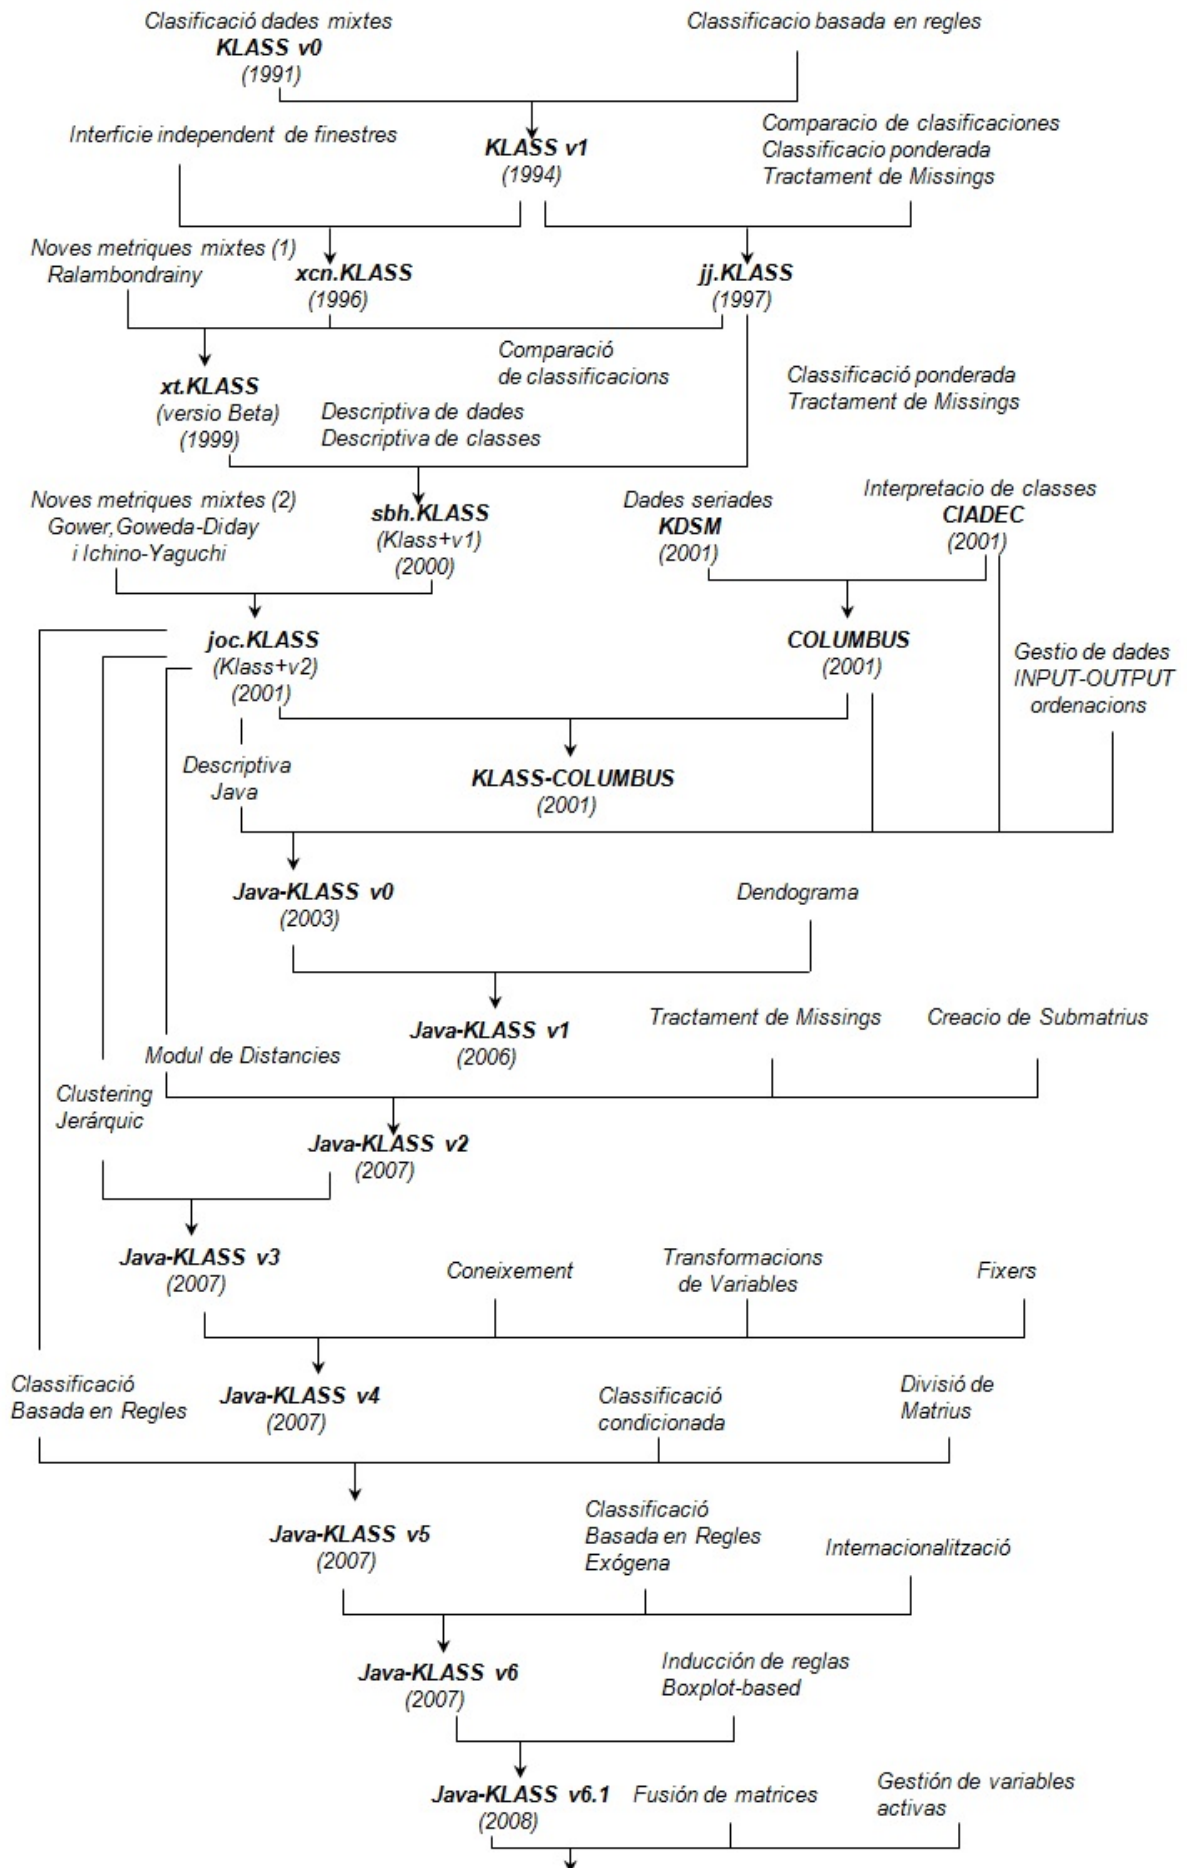 Clasificació dades mixtes
KLASS v0
(1991)
Classificacio basada en regles
Interficie independent de finestres
KLASS v1
(1994)
Comparacio de clasificaciones
Classificacio ponderada
Tractament de Missings
Noves metriques mixtes (1)
Ralambondrainy
xcn.KLASS
(1996)
jj.KLASS
(1997)
Comparació
de classificacions
xt.KLASS
(versio Beta)
(1999)
Descriptiva de dades
Descriptiva de classes
Classificació ponderada
Tractament de Missings
Noves metriques mixtes (2)
Gower,Goweda-Diday
i Ichino-Yaguchi
sbh.KLASS
(Klass+v1)
(2000)
Dades seriades
KDSM
(2001)
Interpretacio de classes
CIADEC
(2001)
joc.KLASS
(Klass+v2)
(2001)
COLUMBUS
(2001)
Gestio de dades
INPUT-OUTPUT
ordenacions
Descriptiva
Java
KLASS-COLUMBUS
(2001)
Java-KLASS v0
(2003)
Dendograma
Java-KLASS v1
(2006)
Tractament de Missings
Creacio de Submatrius
Modul de Distancies
Clustering
Jerárquic
Java-KLASS v2
(2007)
Java-KLASS v3
(2007)
Coneixement
Transformacions
de Variables
Fixers
Classificació
Basada en Regles
Java-KLASS v4
(2007)
Classificació
condicionada
Divisió de
Matrius
Java-KLASS v5
(2007)
Classificació
Basada en Regles
Exógena
Internacionalització
Java-KLASS v6
(2007)
Inducción de reglas
Boxplot-based
Java-KLASS v6.1
(2008)
Fusión de matrices
Gestión de variables
activas